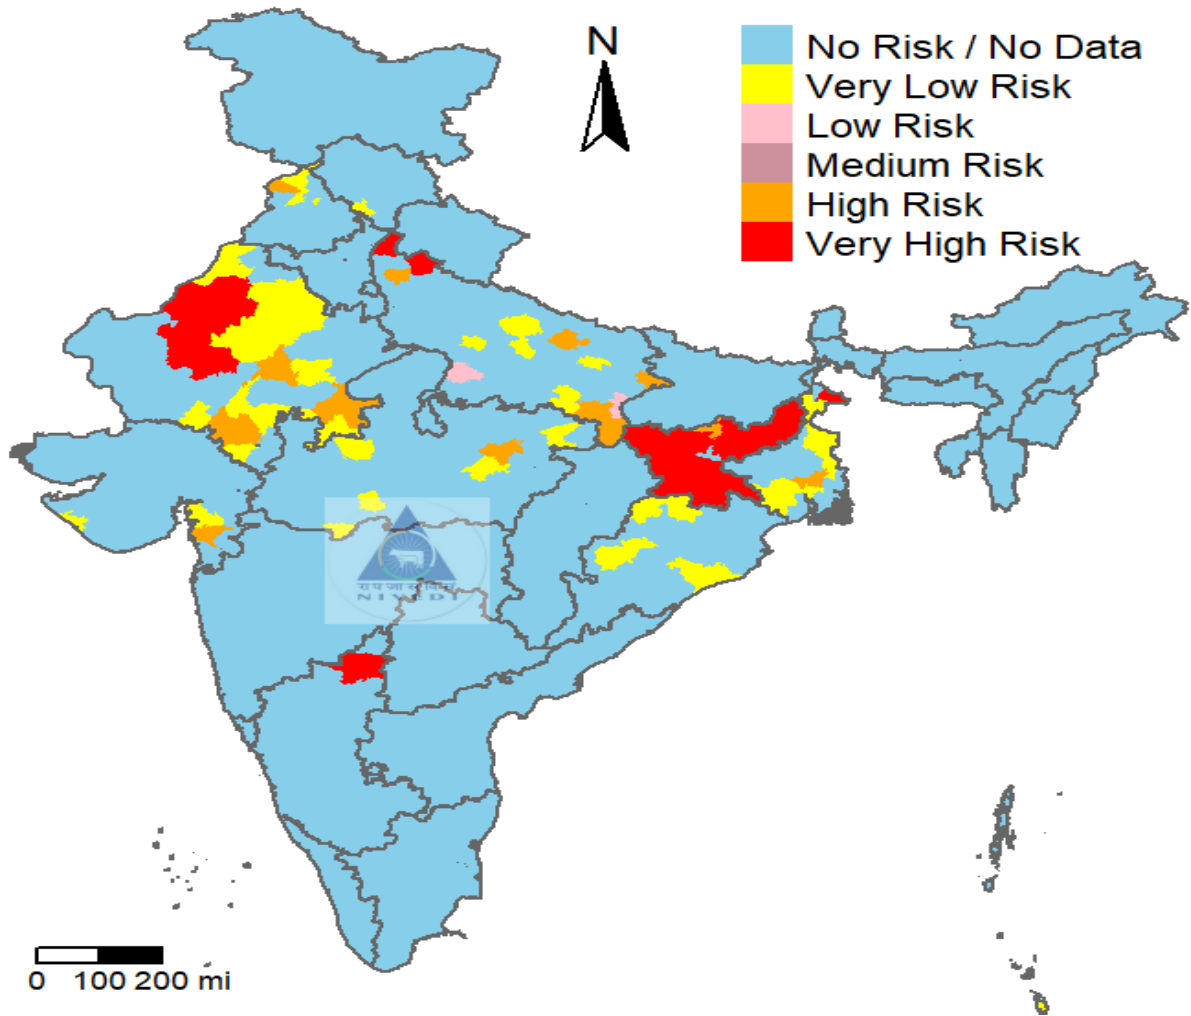 N
No Risk / No Data
Very Low Risk
Low Risk
Medium Risk
High Risk
Very High Risk
NIVEDI
0 100 200 mi